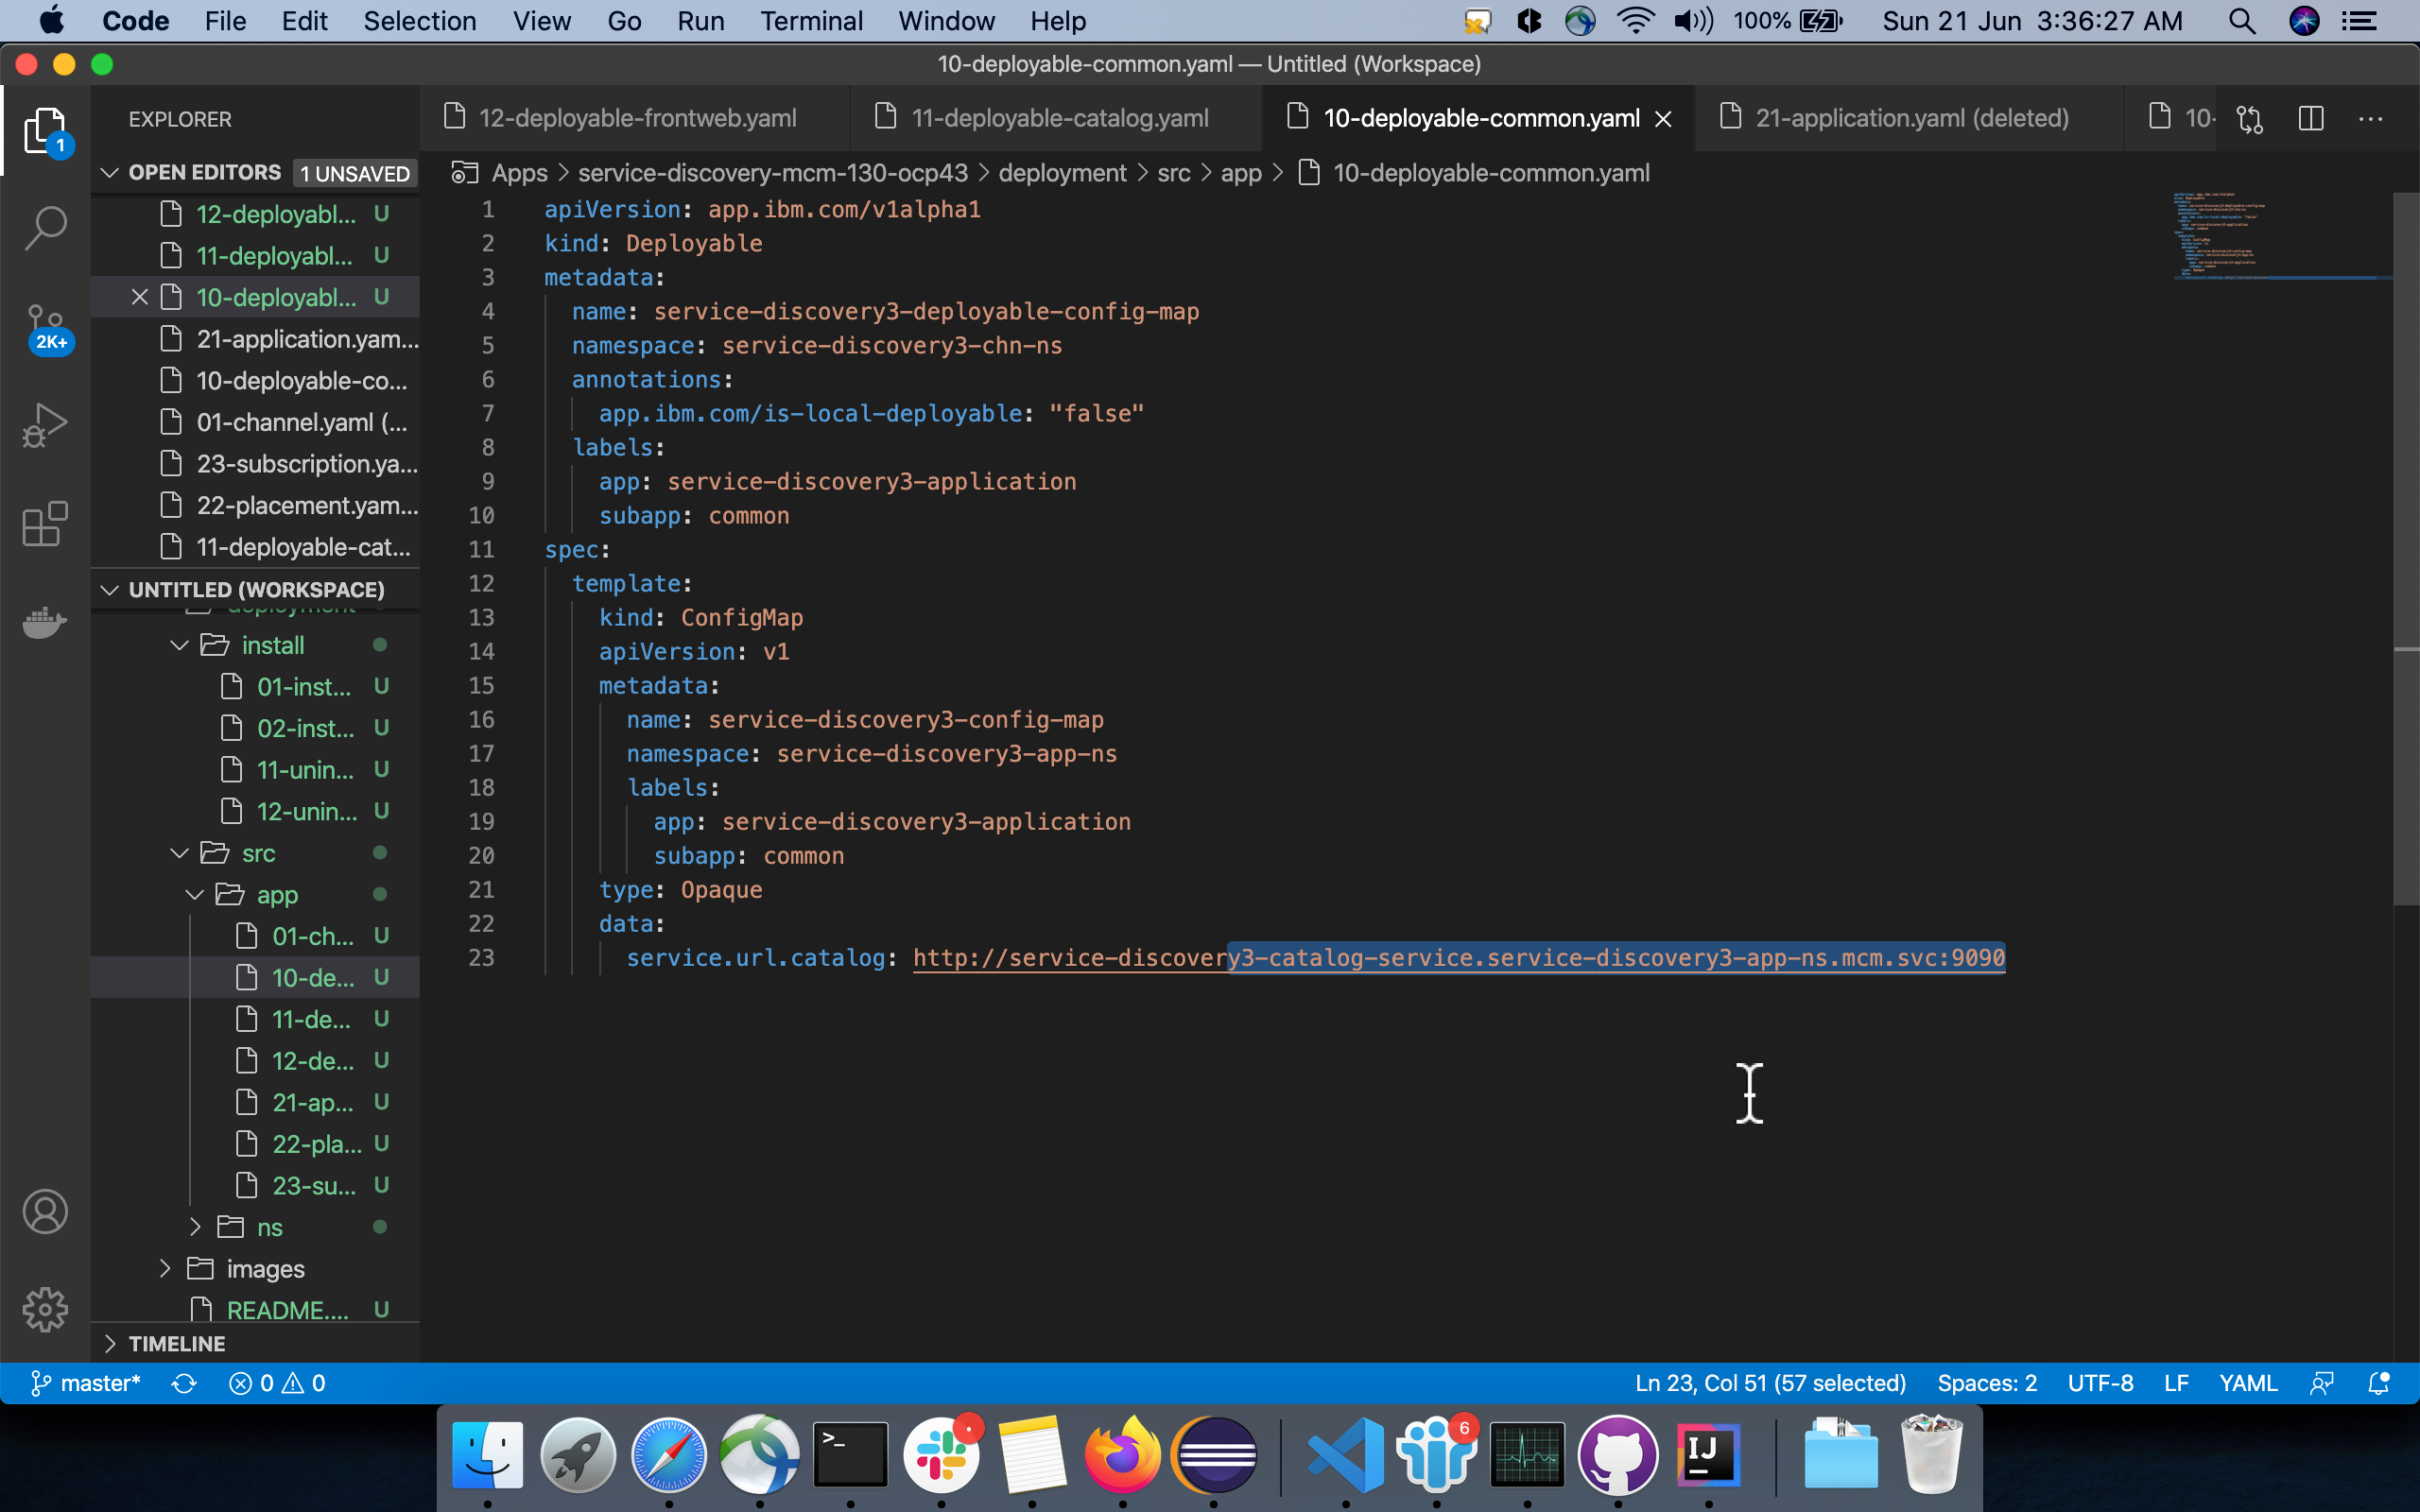 Code File Edit Selection View Go Run Terminal Window Help 100% Sun 21 Jun 3:36:27 AM
10-deployable-common.yaml — Untitled (Workspace)
EXPLORER
OPEN EDITORS 1 UNSAVED
12-deployabl... U
11-deployabl... U
10-deployabl... U
21-application.yam...
10-deployable-co...
01-channel.yaml (...
23-subscription.ya...
22-placement.yam...
11-deployable-cat...
UNTITLED (WORKSPACE)
deployment
install
01-inst... U
02-inst... U
11-unin... U
12-unin... U
src
app
01-ch... U
10-de... U
11-de... U
12-de... U
21-ap... U
22-pla... U
23-su... U
ns
images
README.... U
TIMELINE
1
2K+
12-deployable-frontweb.yaml 11-deployable-catalog.yaml 10-deployable-common.yaml 21-application.yaml (deleted) 10-
Apps > service-discovery-mcm-130-ocp43 > deployment > src > app > 10-deployable-common.yaml
1 apiVersion: app.ibm.com/v1alpha1
2 kind: Deployable
3 metadata:
4 name: service-discovery3-deployable-config-map
5 namespace: service-discovery3-chn-ns
6 annotations:
7 app.ibm.com/is-local-deployable: "false"
8 labels:
9 app: service-discovery3-application
10 subapp: common
11 spec:
12 template:
13 kind: ConfigMap
14 apiVersion: v1
15 metadata:
16 name: service-discovery3-config-map
17 namespace: service-discovery3-app-ns
18 labels:
19 app: service-discovery3-application
20 subapp: common
21 type: Opaque
22 data:
23 service.url.catalog: http://service-discovery3-catalog-service.service-discovery3-app-ns.mcm.svc:9090
master* 0 0 Ln 23, Col 51 (57 selected) Spaces: 2 UTF-8 LF YAML
>_
6
IJ